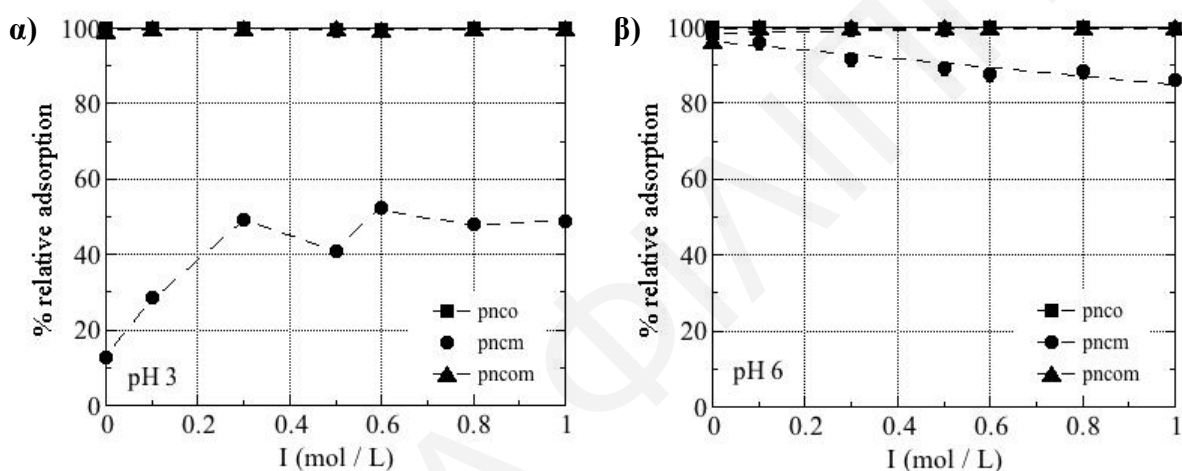 α)
% relative adsorption
100
80
60
40
20
0
pnco
pncm
pncom
pH 3
0 0.2 0.4 0.6 0.8 1
I (mol / L)
β)
% relative adsorption
100
80
60
40
20
0
pnco
pncm
pncom
pH 6
0 0.2 0.4 0.6 0.8 1
I (mol / L)